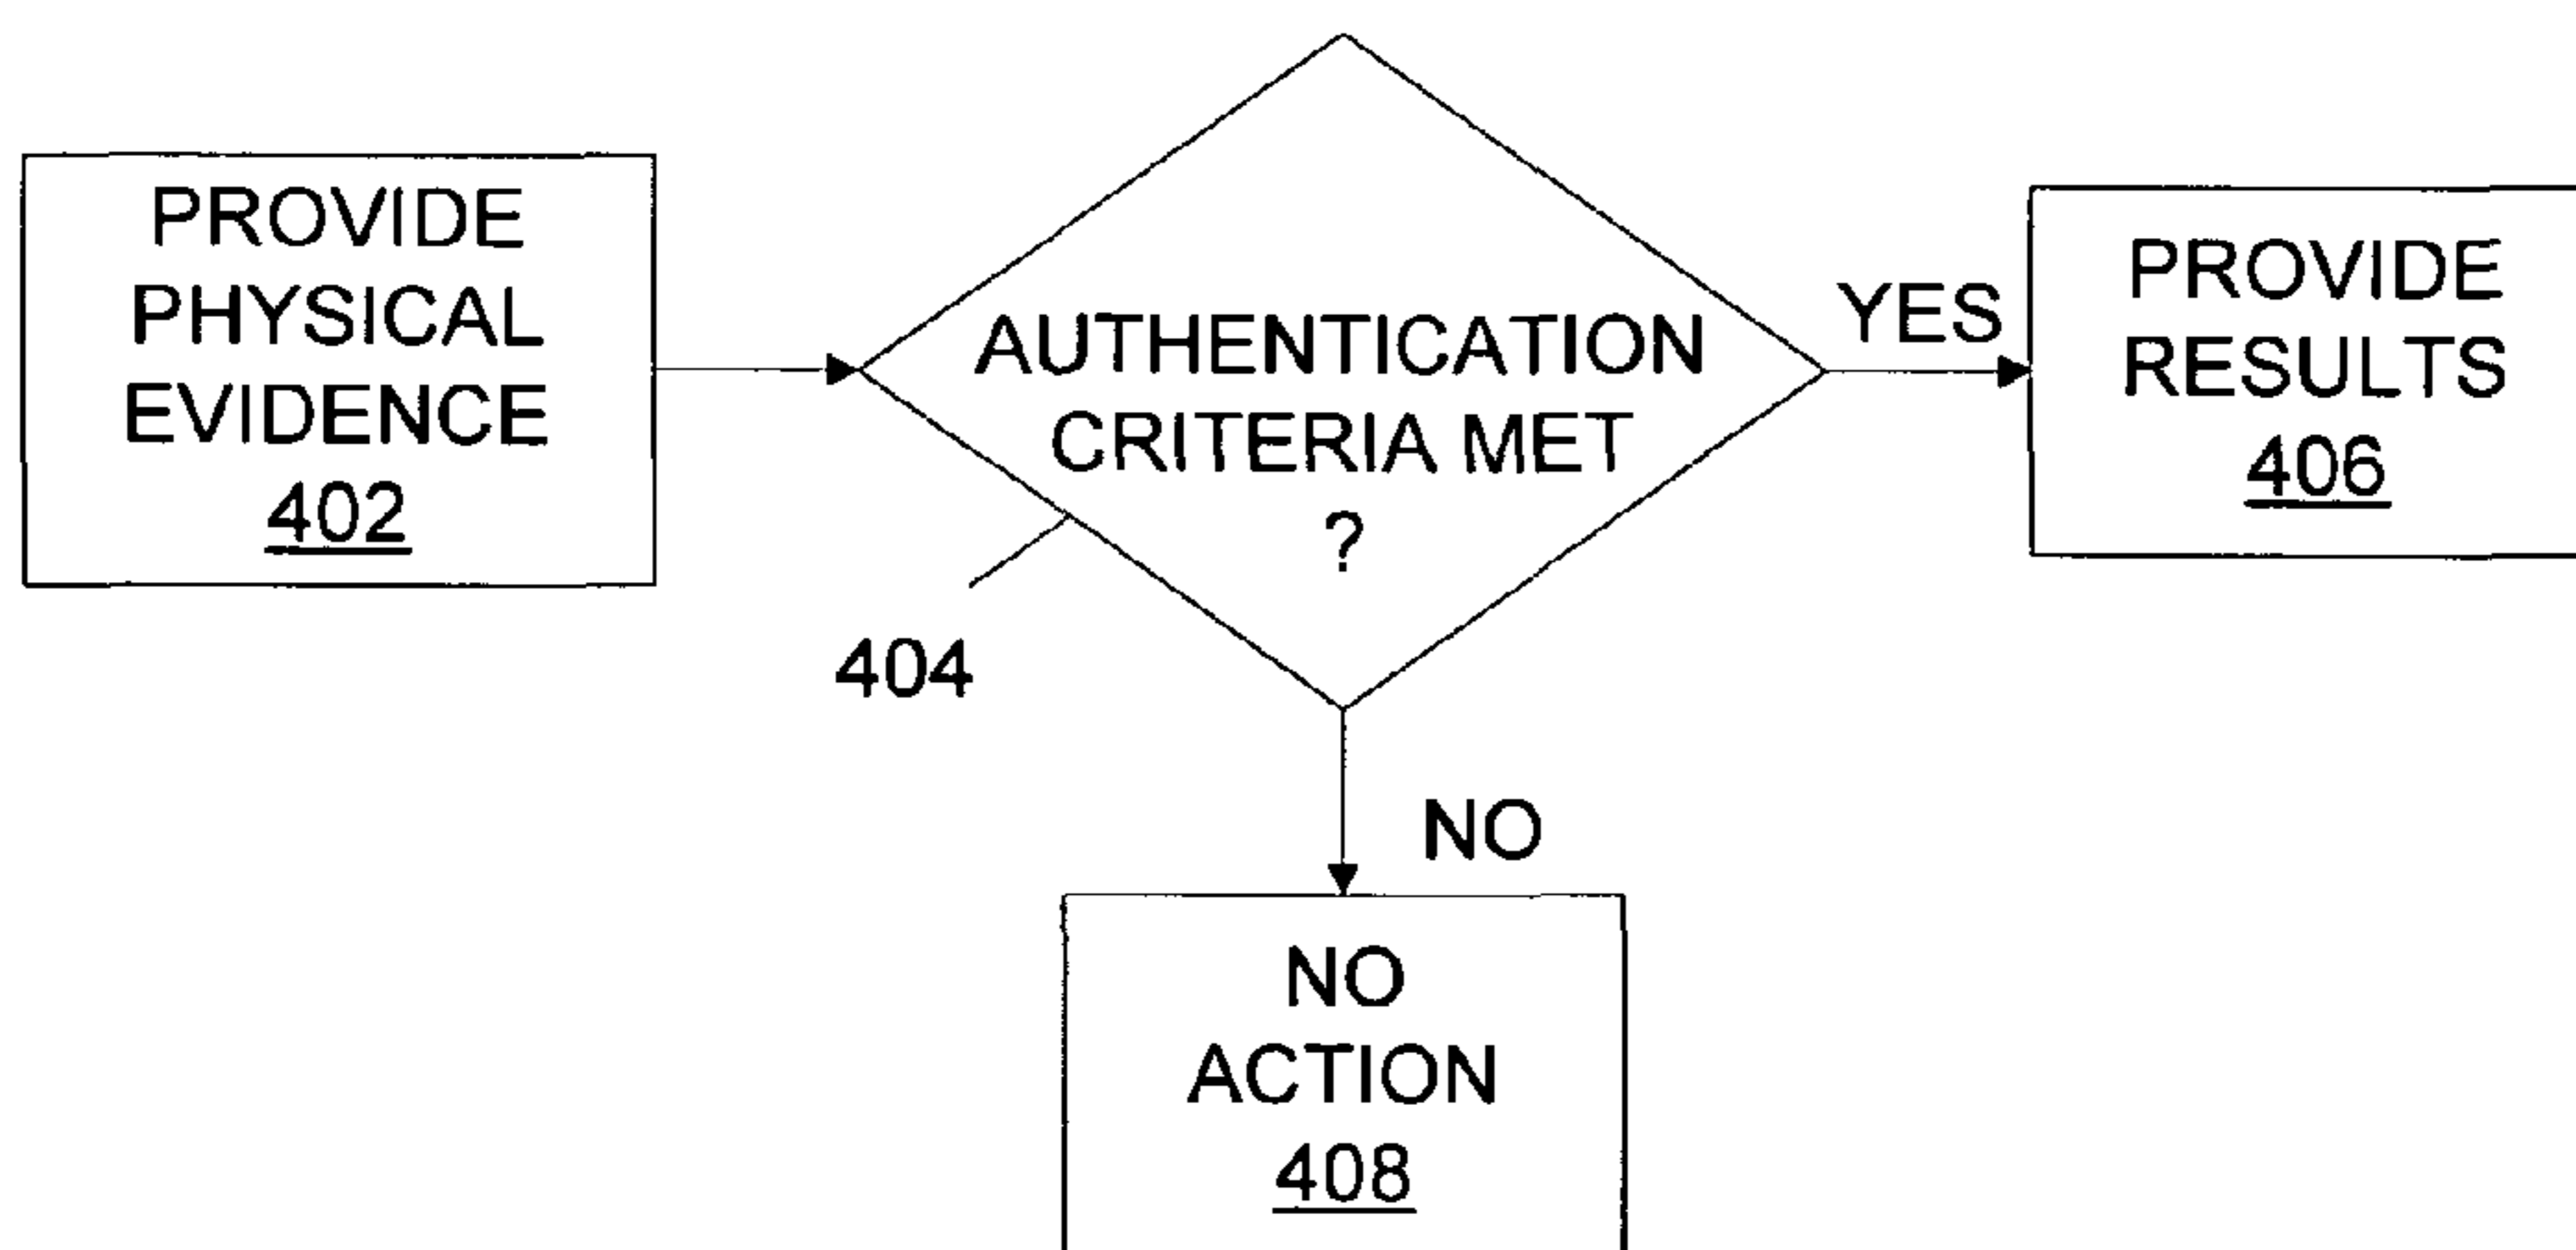 PROVIDE
PHYSICAL
EVIDENCE
402
AUTHENTICATION
CRITERIA MET
?
404
YES
PROVIDE
RESULTS
406
NO
NO
ACTION
408